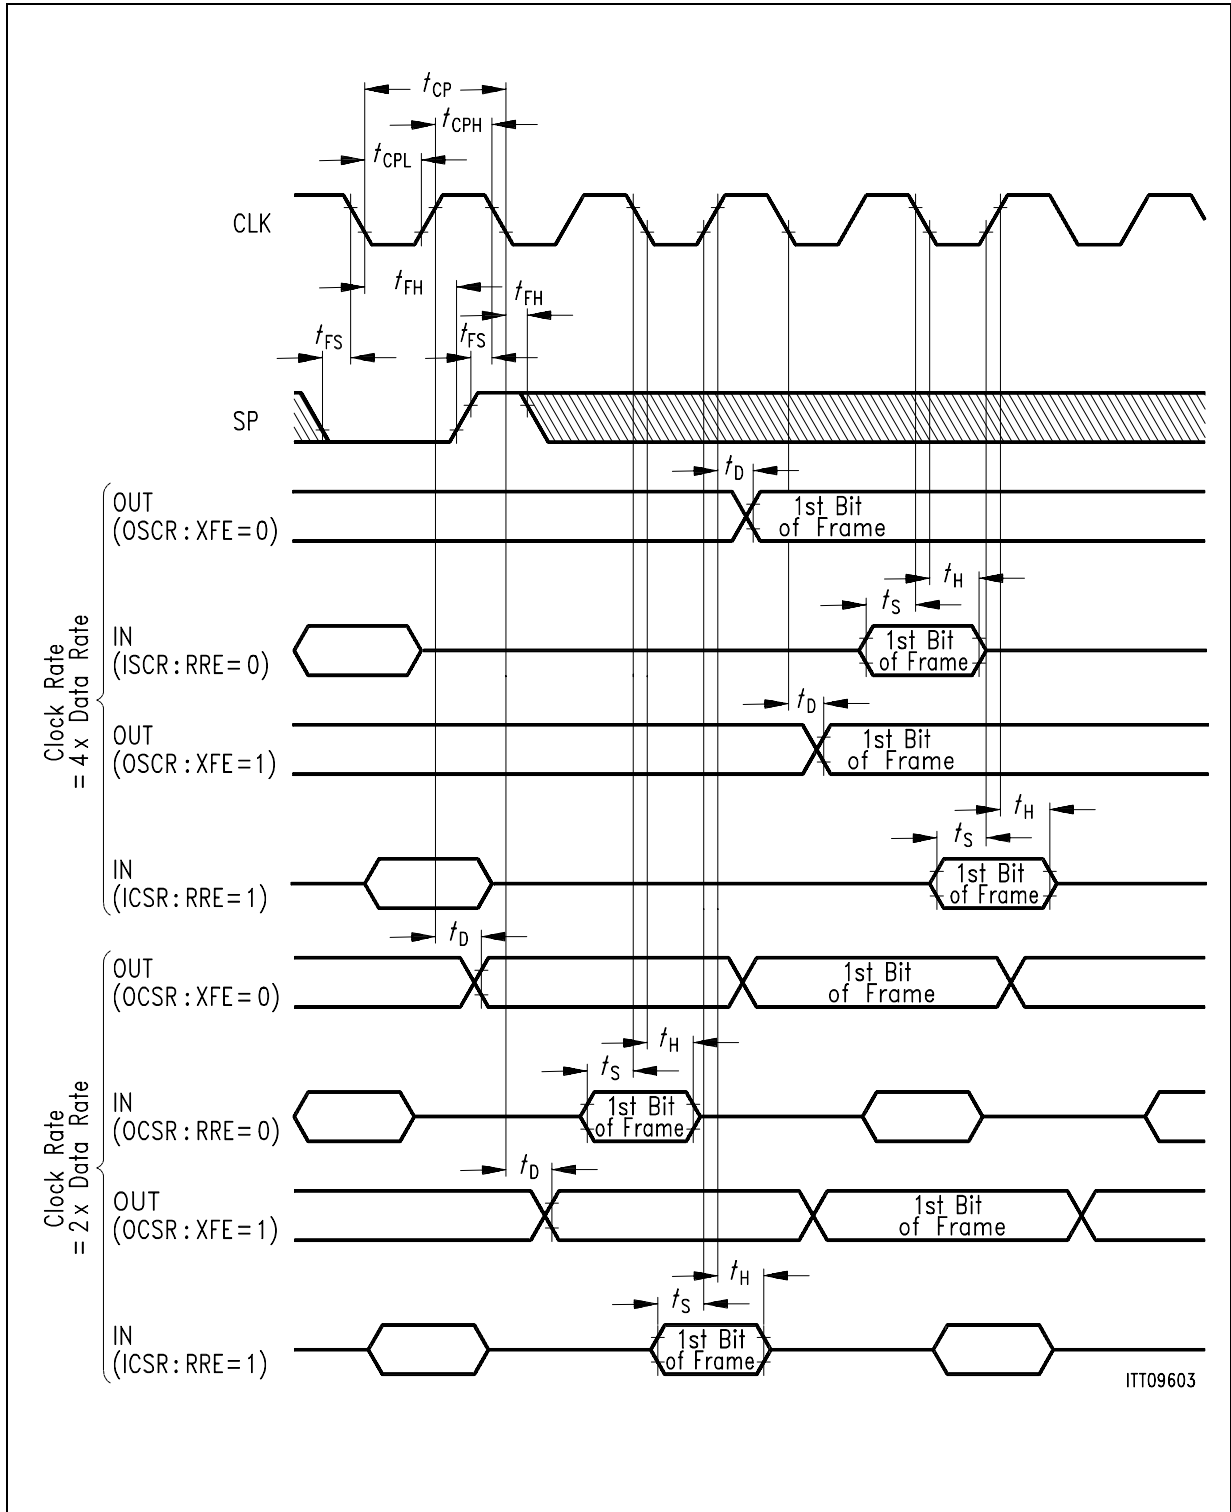 tCP
tCPH
tCPL
CLK
tFH
tFH
tFS
tFS
SP
tD
OUT
(OSCR:XFE=0)
1st Bit
of Frame
tH
tS
IN
(ISCR:RRE=0)
1st Bit
of Frame
Clock Rate
= 4 x Data Rate
tD
OUT
(OSCR:XFE=1)
1st Bit
of Frame
tH
tS
IN
(ICSR:RRE=1)
1st Bit
of Frame
tD
OUT
(OCSR:XFE=0)
1st Bit
of Frame
tH
tS
IN
(OCSR:RRE=0)
1st Bit
of Frame
Clock Rate
= 2 x Data Rate
tD
OUT
(OCSR:XFE=1)
1st Bit
of Frame
tH
tS
IN
(ICSR:RRE=1)
1st Bit
of Frame
ITT09603